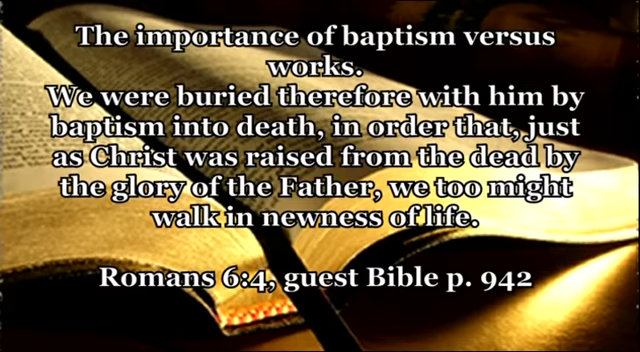 The importance of baptism versus
works.
We were buried therefore with him by
baptism into death, in order that, just
as Christ was raised from the dead by
the glory of the Father, we too might
walk in newness of life.
Romans 6:4, guest Bible p. 942